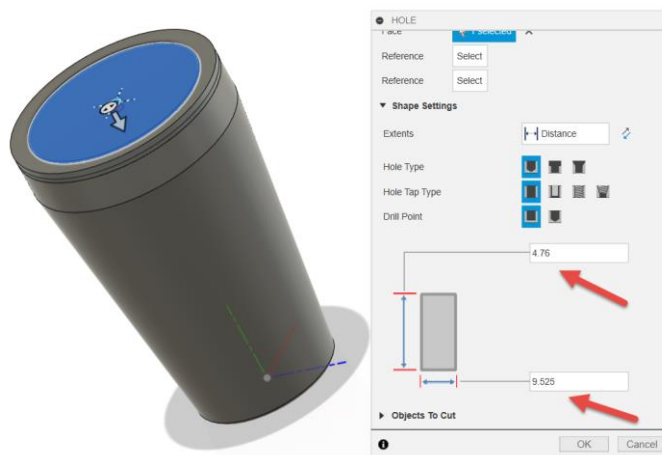 HOLE
Face 1 selected
Reference Select
Reference Select
Shape Settings
Extents Distance
Hole Type
Hole Tap Type
Drill Point
4.76
9.525
Objects To Cut
OK Cancel